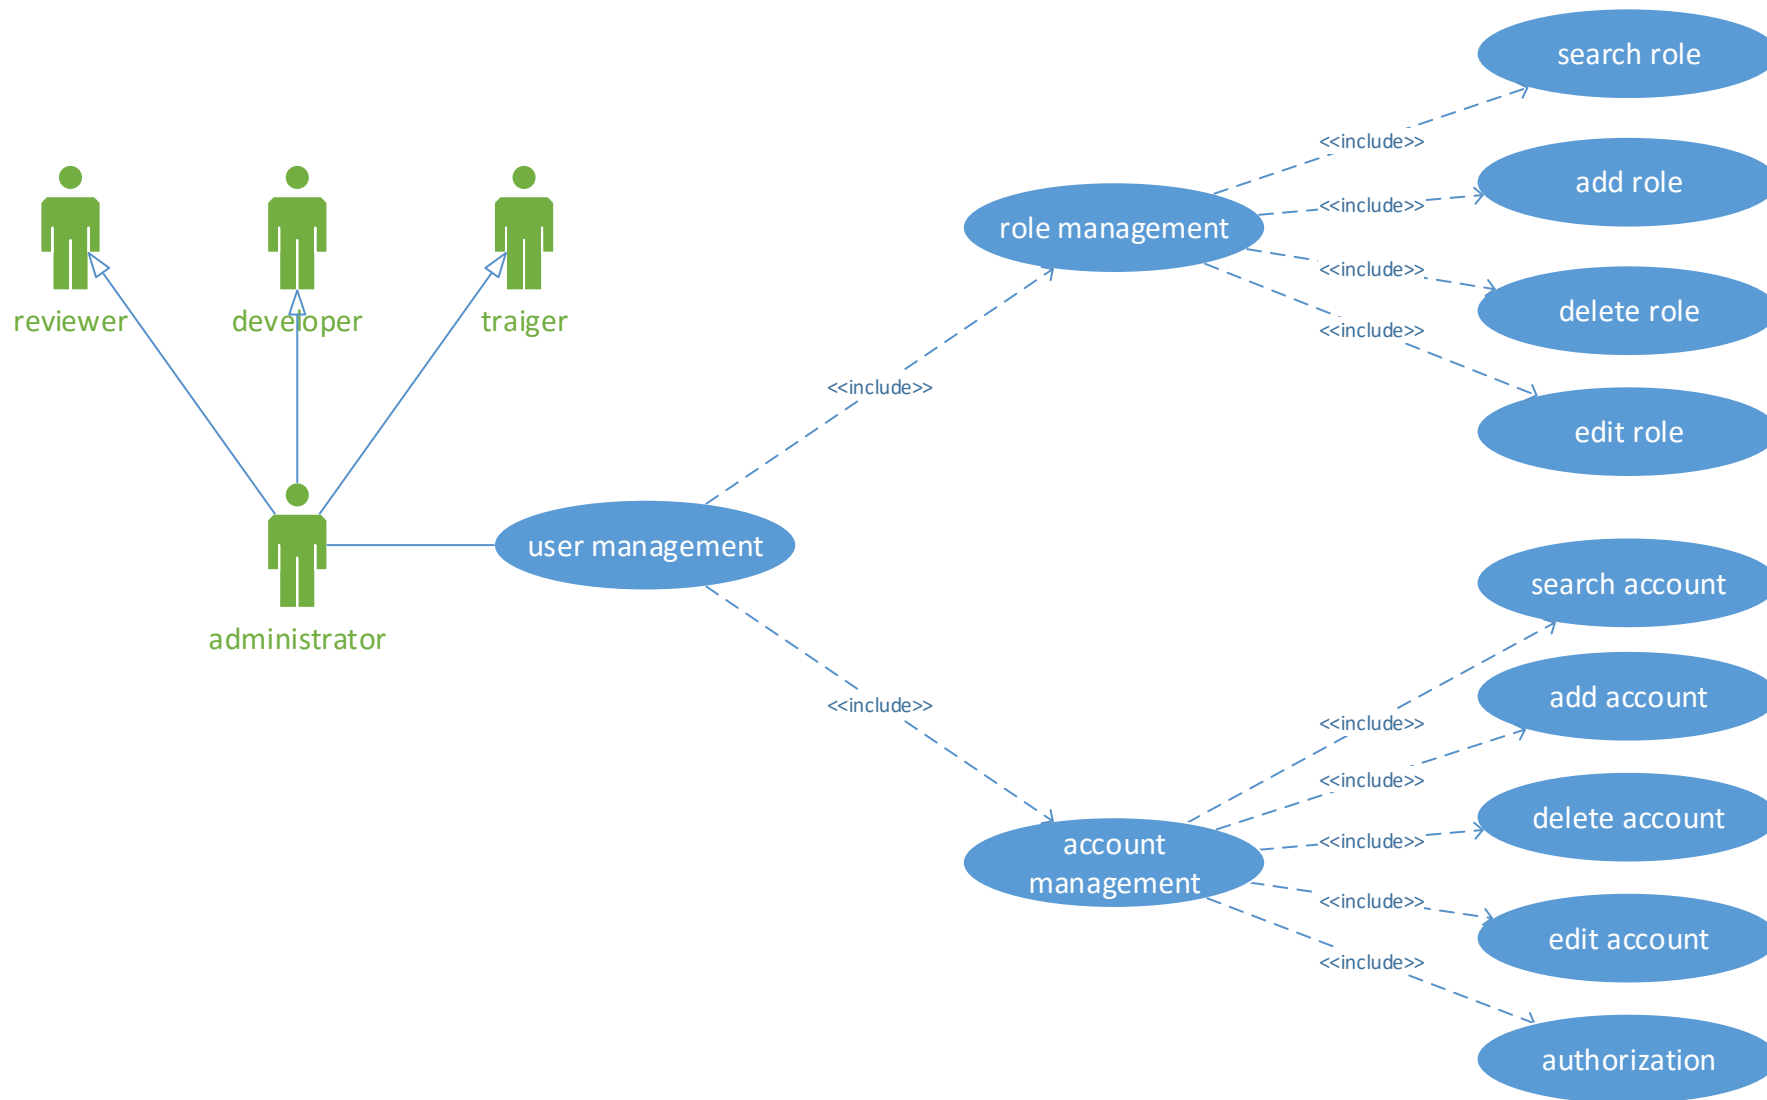 search role
<<include>>
add role
<<include>>
role management
<<include>>
delete role
<<include>>
reviewer
developer
traiger
<<include>>
edit role
user management
search account
administrator
<<include>>
<<include>>
add account
<<include>>
delete account
<<include>>
account
management
<<include>>
edit account
<<include>>
authorization